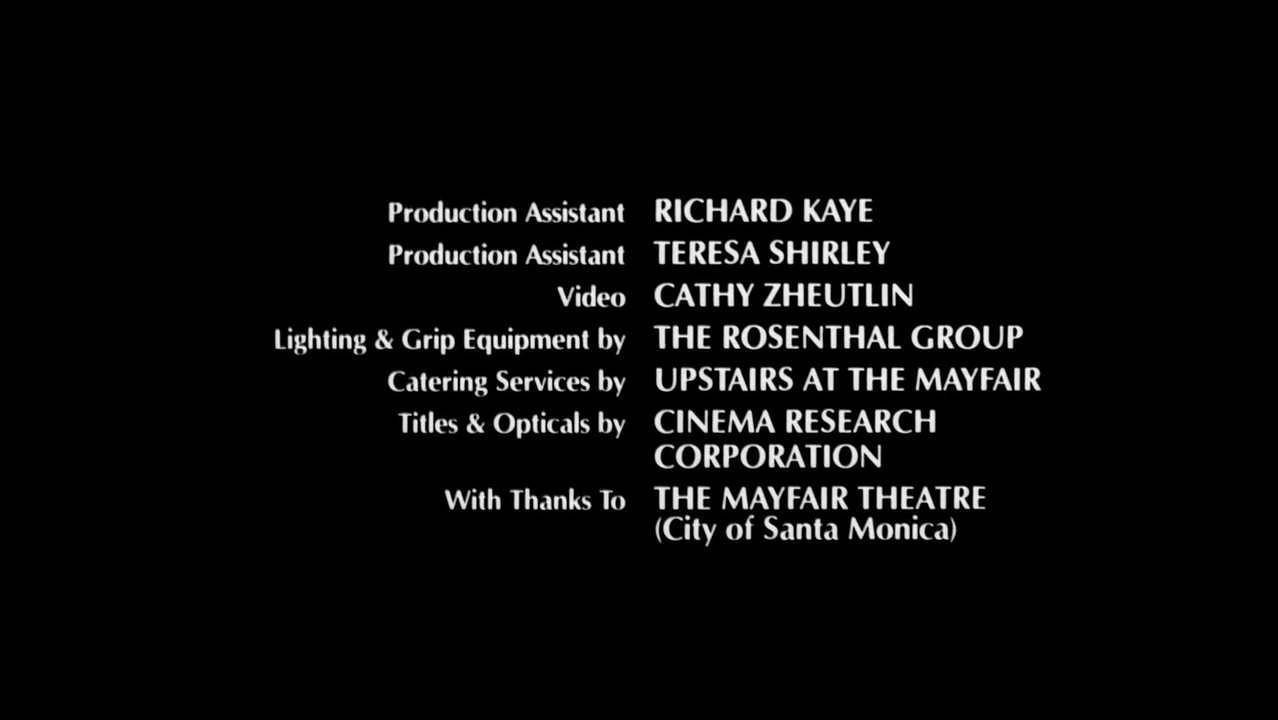 Production Assistant RICHARD KAYE
Production Assistant TERESA SHIRLEY
Video CATHY ZHEUTLIN
Lighting & Grip Equipment by THE ROSENTHAL GROUP
Catering Services by UPSTAIRS AT THE MAYFAIR
Titles & Opticals by CINEMA RESEARCH
CORPORATION
With Thanks To THE MAYFAIR THEATRE
(City of Santa Monica)